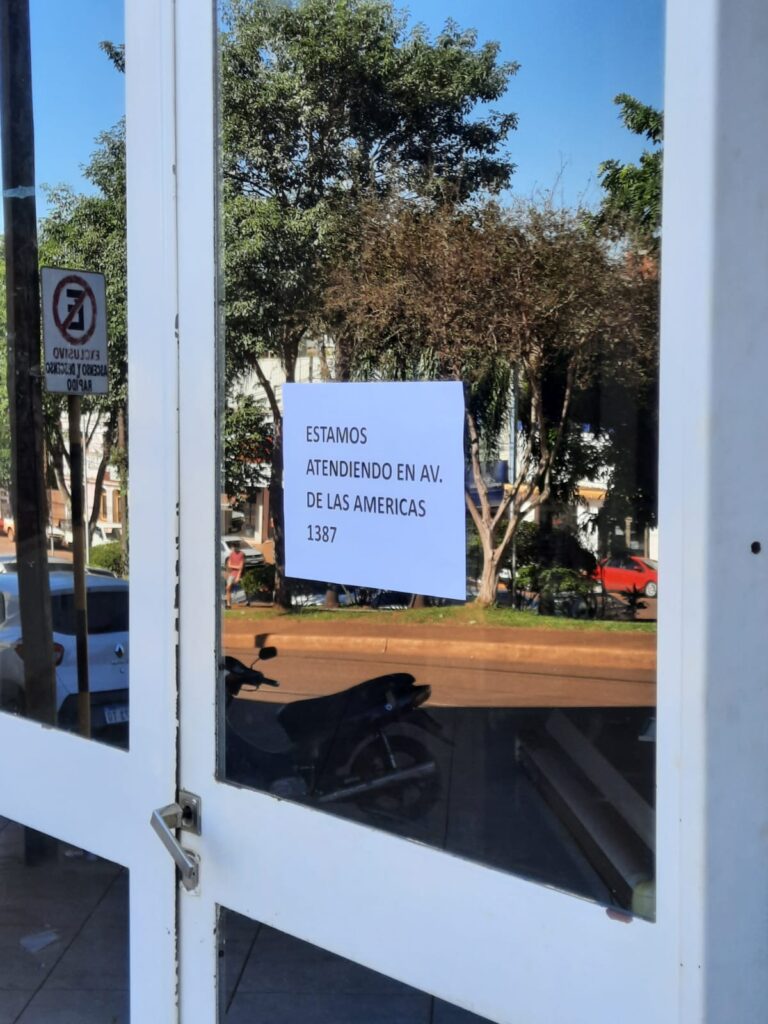 ESTAMOS
ATENDIENDO EN AV.
DE LAS AMERICAS
1387
E
EXCLUSIVO
ASCENSO Y DESCENSO
RAPIDO